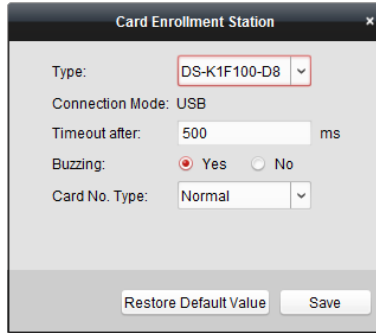 Card Enrollment Station ×
Type: DS-K1F100-D8
Connection Mode: USB
Timeout after: 500 ms
Buzzing: Yes No
Card No. Type: Normal
Restore Default Value Save